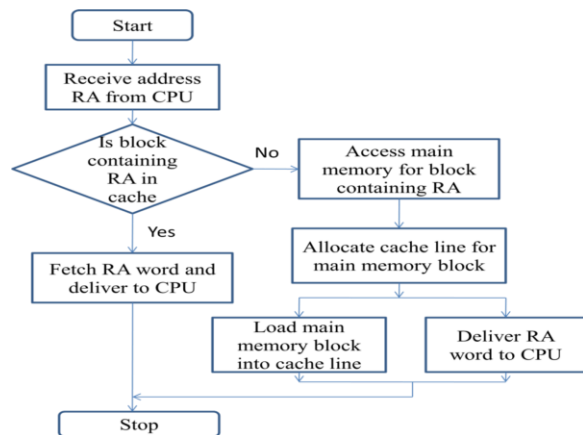 Start
Receive address
RA from CPU
Is block
containing
RA in
cache
No
Access main
memory for block
containing RA
Yes
Allocate cache line for
main memory block
Fetch RA word and
deliver to CPU
Load main
memory block
into cache line
Deliver RA
word to CPU
Stop